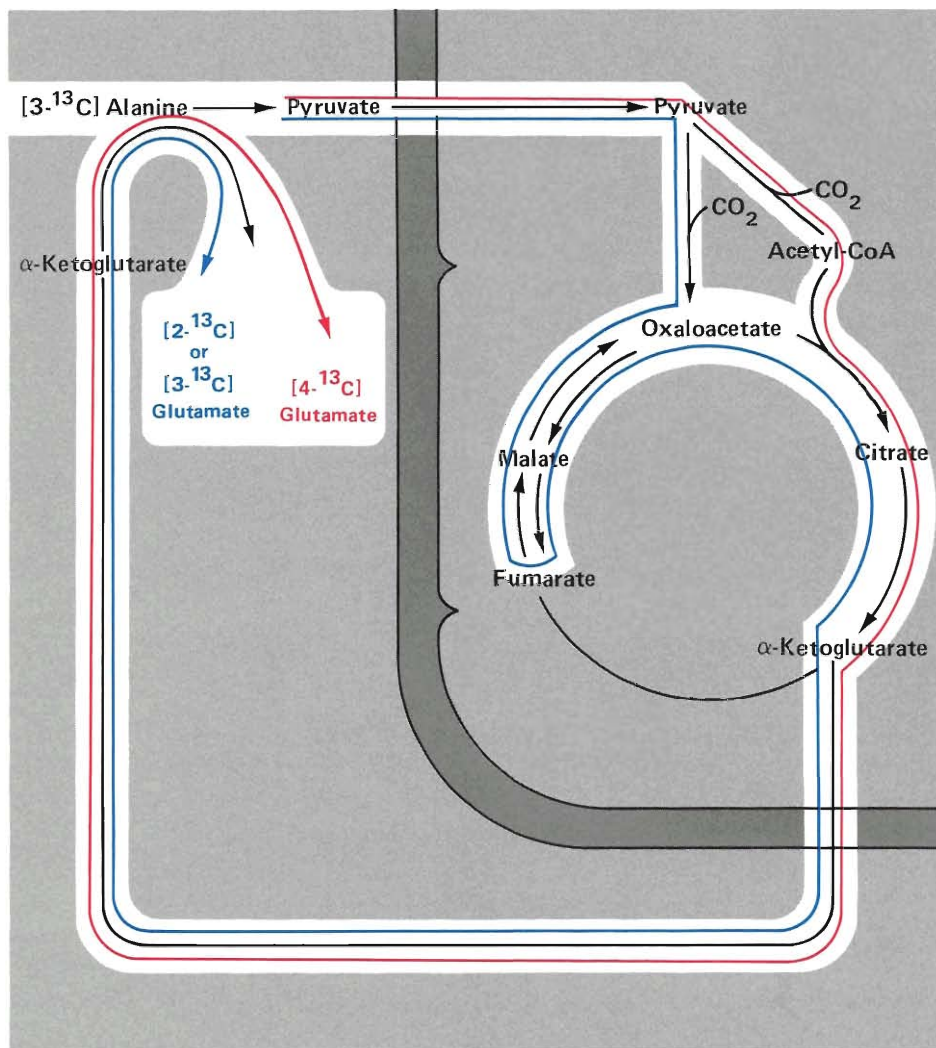 [3-¹³C] Alanine
Pyruvate
Pyruvate
CO₂
CO₂
Acetyl-CoA
α-Ketoglutarate
[2-¹³C]
or
[3-¹³C]
Glutamate
[4-¹³C]
Glutamate
Oxaloacetate
Malate
Citrate
Fumarate
α-Ketoglutarate